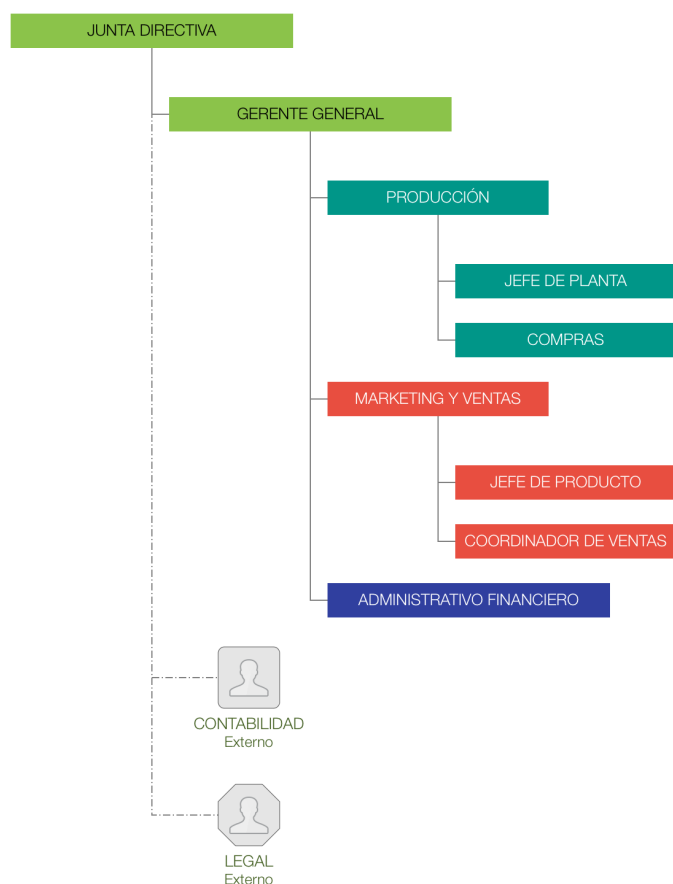 JUNTA DIRECTIVA
GERENTE GENERAL
PRODUCCIÓN
JEFE DE PLANTA
COMPRAS
MARKETING Y VENTAS
JEFE DE PRODUCTO
COORDINADOR DE VENTAS
ADMINISTRATIVO FINANCIERO
CONTABILIDAD
Externo
LEGAL
Externo